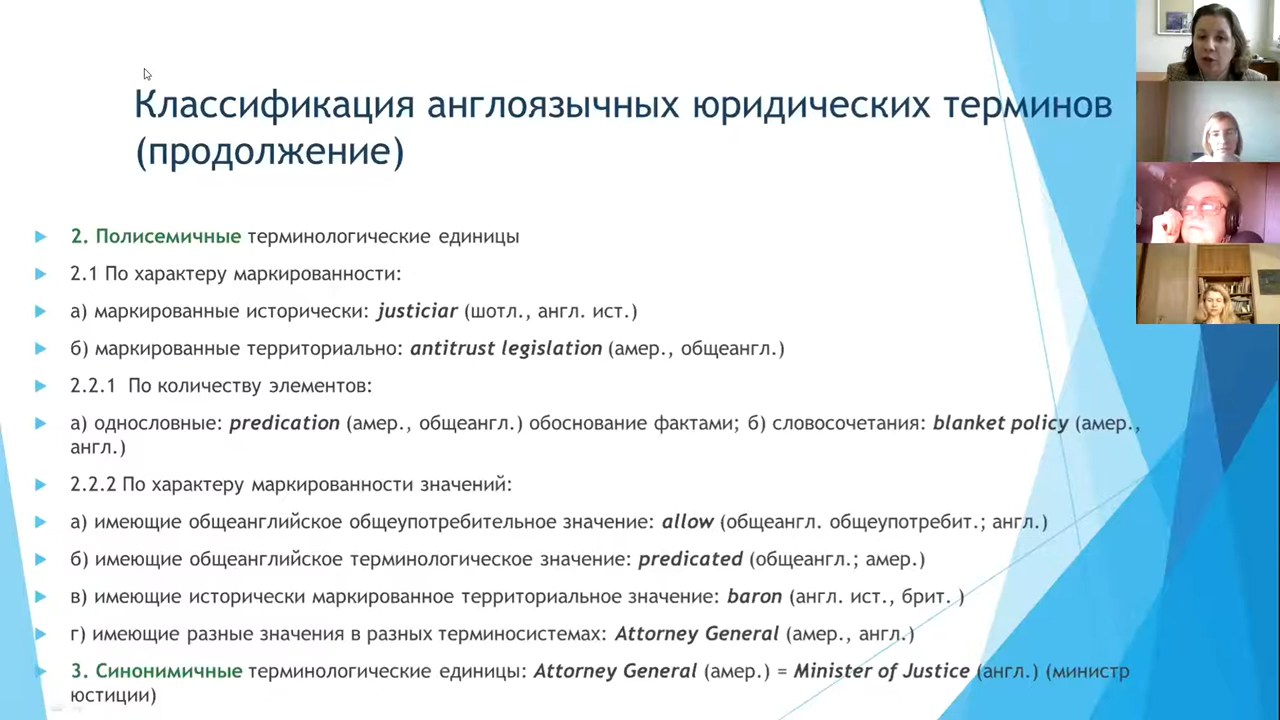 Классификация англоязычных юридических терминов
(продолжение)
2. Полисемичные терминологические единицы
2.1 По характеру маркированности:
а) маркированные исторически: justiciar (шотл., англ. ист.)
б) маркированные территориально: antitrust legislation (амер., общеангл.)
2.2.1 По количеству элементов:
а) однословные: predication (амер., общеангл.) обоснование фактами; б) словосочетания: blanket policy (амер.,
англ.)
2.2.2 По характеру маркированности значений:
а) имеющие общеанглийское общеупотребительное значение: allow (общеангл. общеупотребит.; англ.)
б) имеющие общеанглийское терминологическое значение: predicated (общеангл.; амер.)
в) имеющие исторически маркированное территориальное значение: baron (англ. ист., брит. )
г) имеющие разные значения в разных терминосистемах: Attorney General (амер., англ.)
3. Синонимичные терминологические единицы: Attorney General (амер.) = Minister of Justice (англ.) (министр
юстиции)